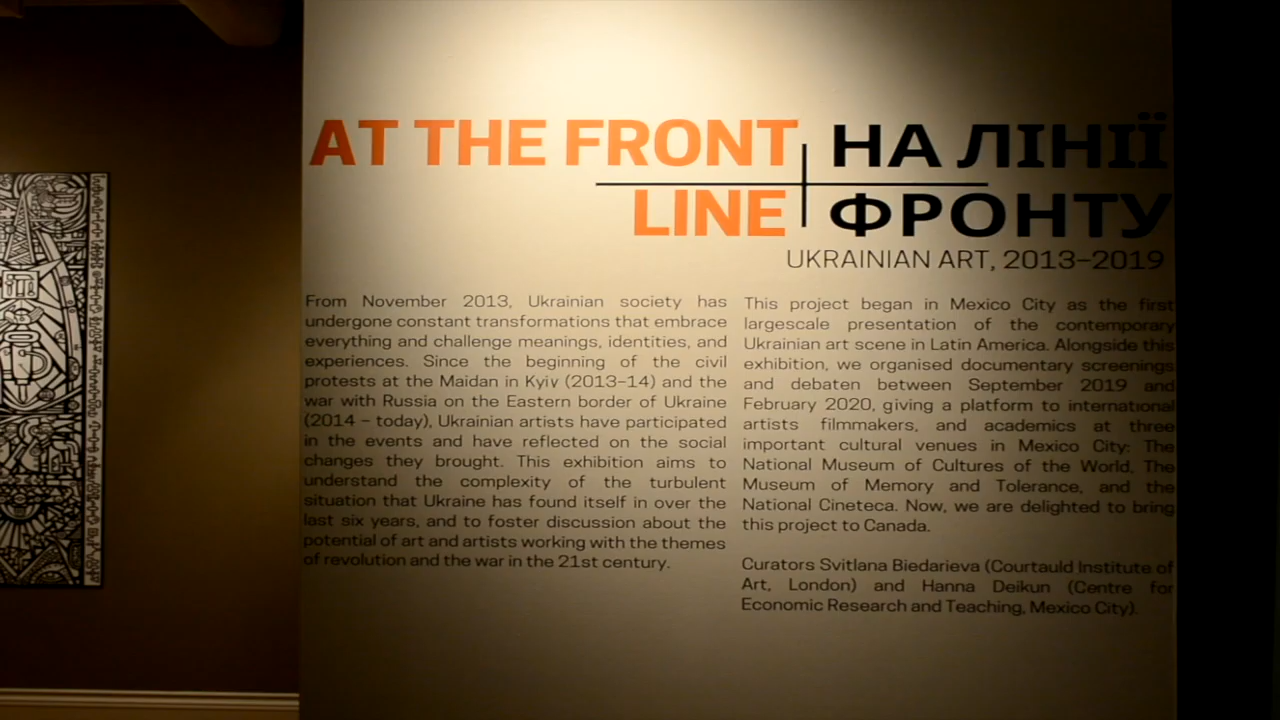 AT THE FRONT
LINE
НА ЛІНІЇ
ФРОНТУ
UKRAINIAN ART, 2013–2019
From November 2013, Ukrainian society has
undergone constant transformations that embrace
everything and challenge meanings, identities, and
experiences. Since the beginning of the civil
protests at the Maidan in Kyiv (2013–14) and the
war with Russia on the Eastern border of Ukraine
(2014 – today), Ukrainian artists have participated
in the events and have reflected on the social
changes they brought. This exhibition aims to
understand the complexity of the turbulent
situation that Ukraine has found itself in over the
last six years, and to foster discussion about the
potential of art and artists working with the themes
of revolution and the war in the 21st century.
This project began in Mexico City as the first
largescale presentation of the contemporary
Ukrainian art scene in Latin America. Alongside this
exhibition, we organised documentary screenings
and debaten between September 2019 and
February 2020, giving a platform to international
artists filmmakers, and academics at three
important cultural venues in Mexico City: The
National Museum of Cultures of the World, The
Museum of Memory and Tolerance, and the
National Cineteca. Now, we are delighted to bring
this project to Canada.
Curators Svitlana Biedarieva (Courtauld Institute of
Art, London) and Hanna Deikun (Centre for
Economic Research and Teaching, Mexico City).